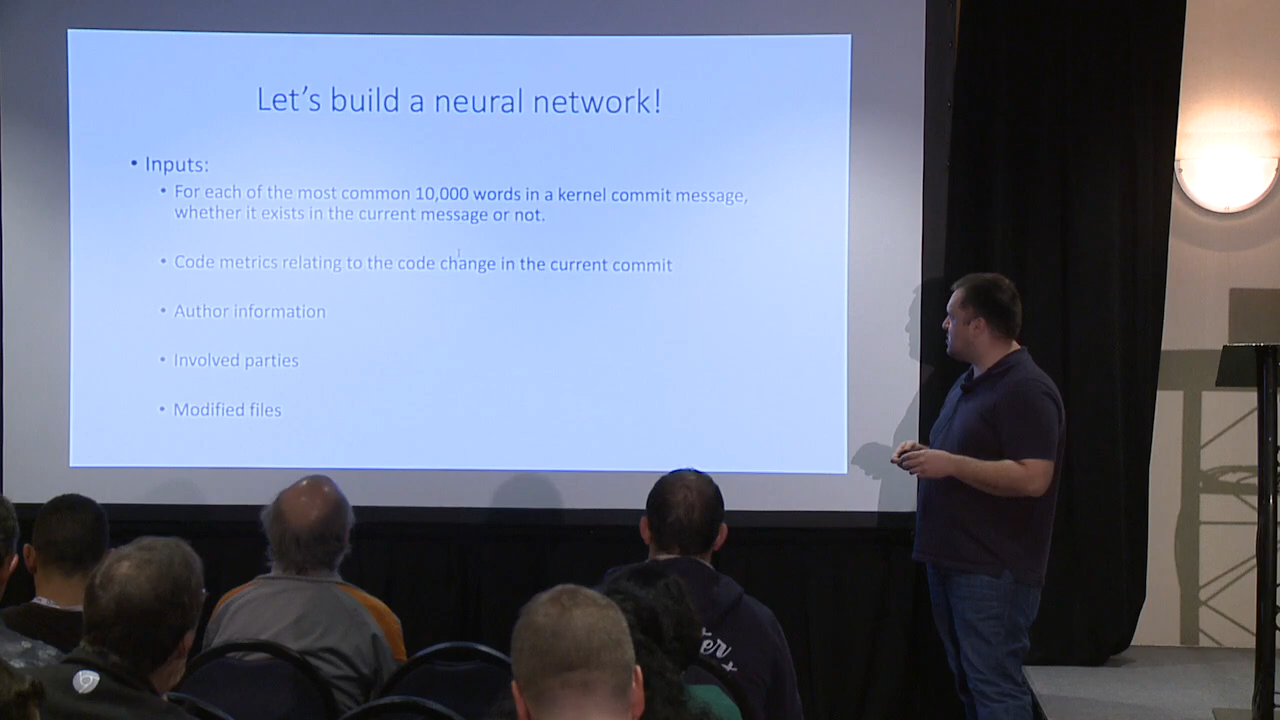 Let's build a neural network!
• Inputs:
• For each of the most common 10,000 words in a kernel commit message,
whether it exists in the current message or not.
• Code metrics relating to the code change in the current commit
• Author information
• Involved parties
• Modified files